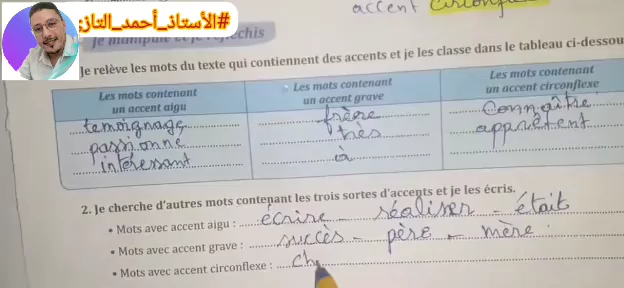 accent circonflexe
#الأستاذ_أحمد_التازي
Je manipule et je réfléchis
Je relève les mots du texte qui contiennent des accents et je les classe dans le tableau ci-dessou
Les mots contenant un accent aigu
Les mots contenant un accent grave
Les mots contenant un accent circonflexe
témoignage
frère
connaître
passionné
très
apprêtent
intéressant
à
2. Je cherche d'autres mots contenant les trois sortes d'accents et je les écris.
• Mots avec accent aigu : écrire - réaliser - était
• Mots avec accent grave : succès - père - mère.
• Mots avec accent circonflexe : ch